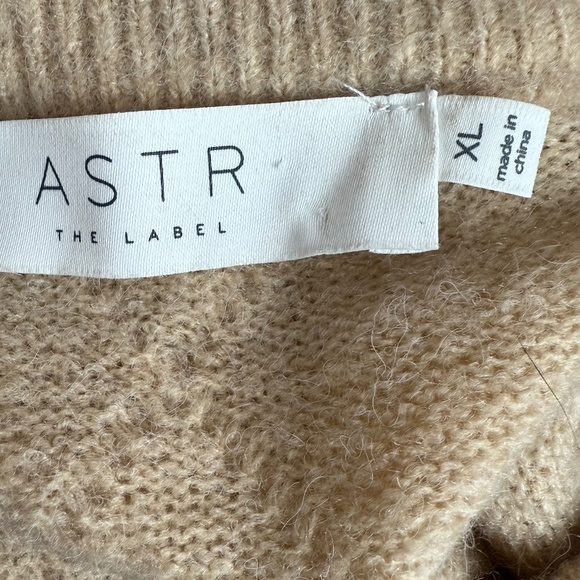 ASTR
THE LABEL
XL
made in
china